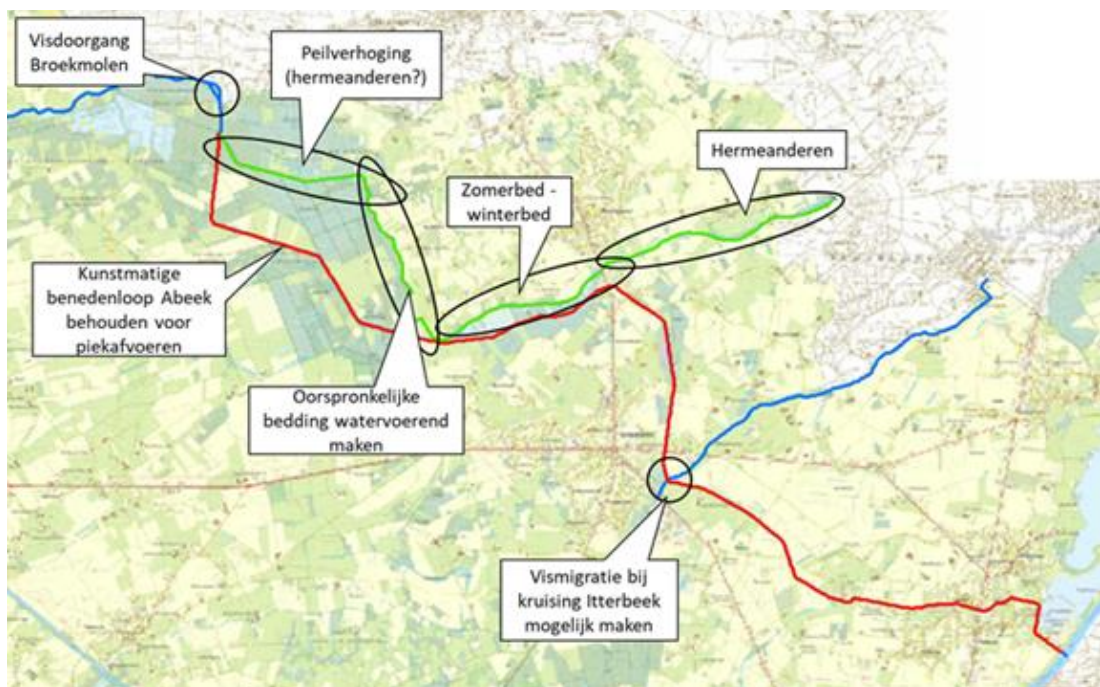 Visdoorgang
Broekmolen
Peilverhoging
(hermeanderen?)
Hermeanderen
Zomerbed -
winterbed
Kunstmatige
benedenloop Abeek
behouden voor
piekafvoeren
Oorspronkelijke
bedding watervoerend
maken
Vismigratie bij
kruising Itterbeek
mogelijk maken